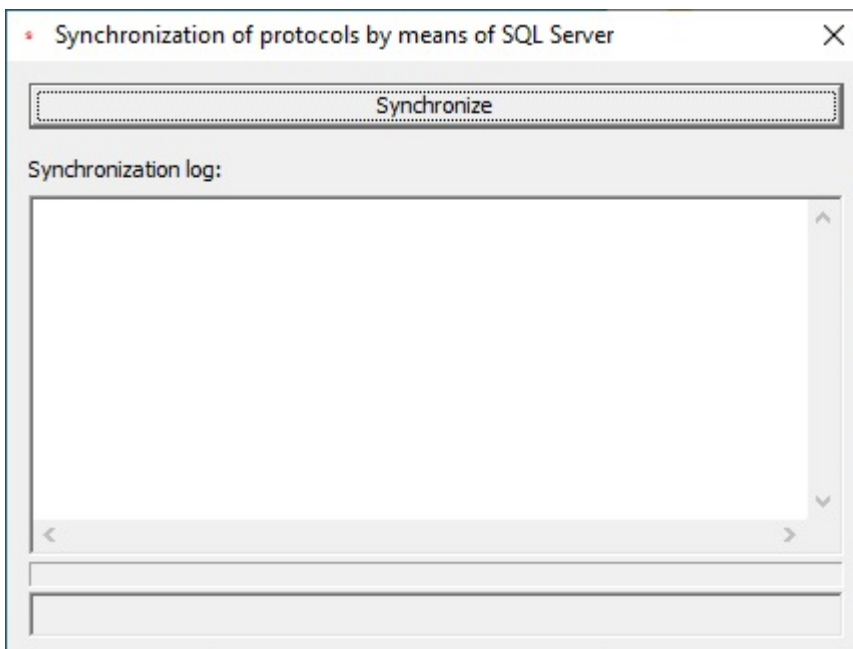 Synchronization of protocols by means of SQL Server
Synchronize
Synchronization log: